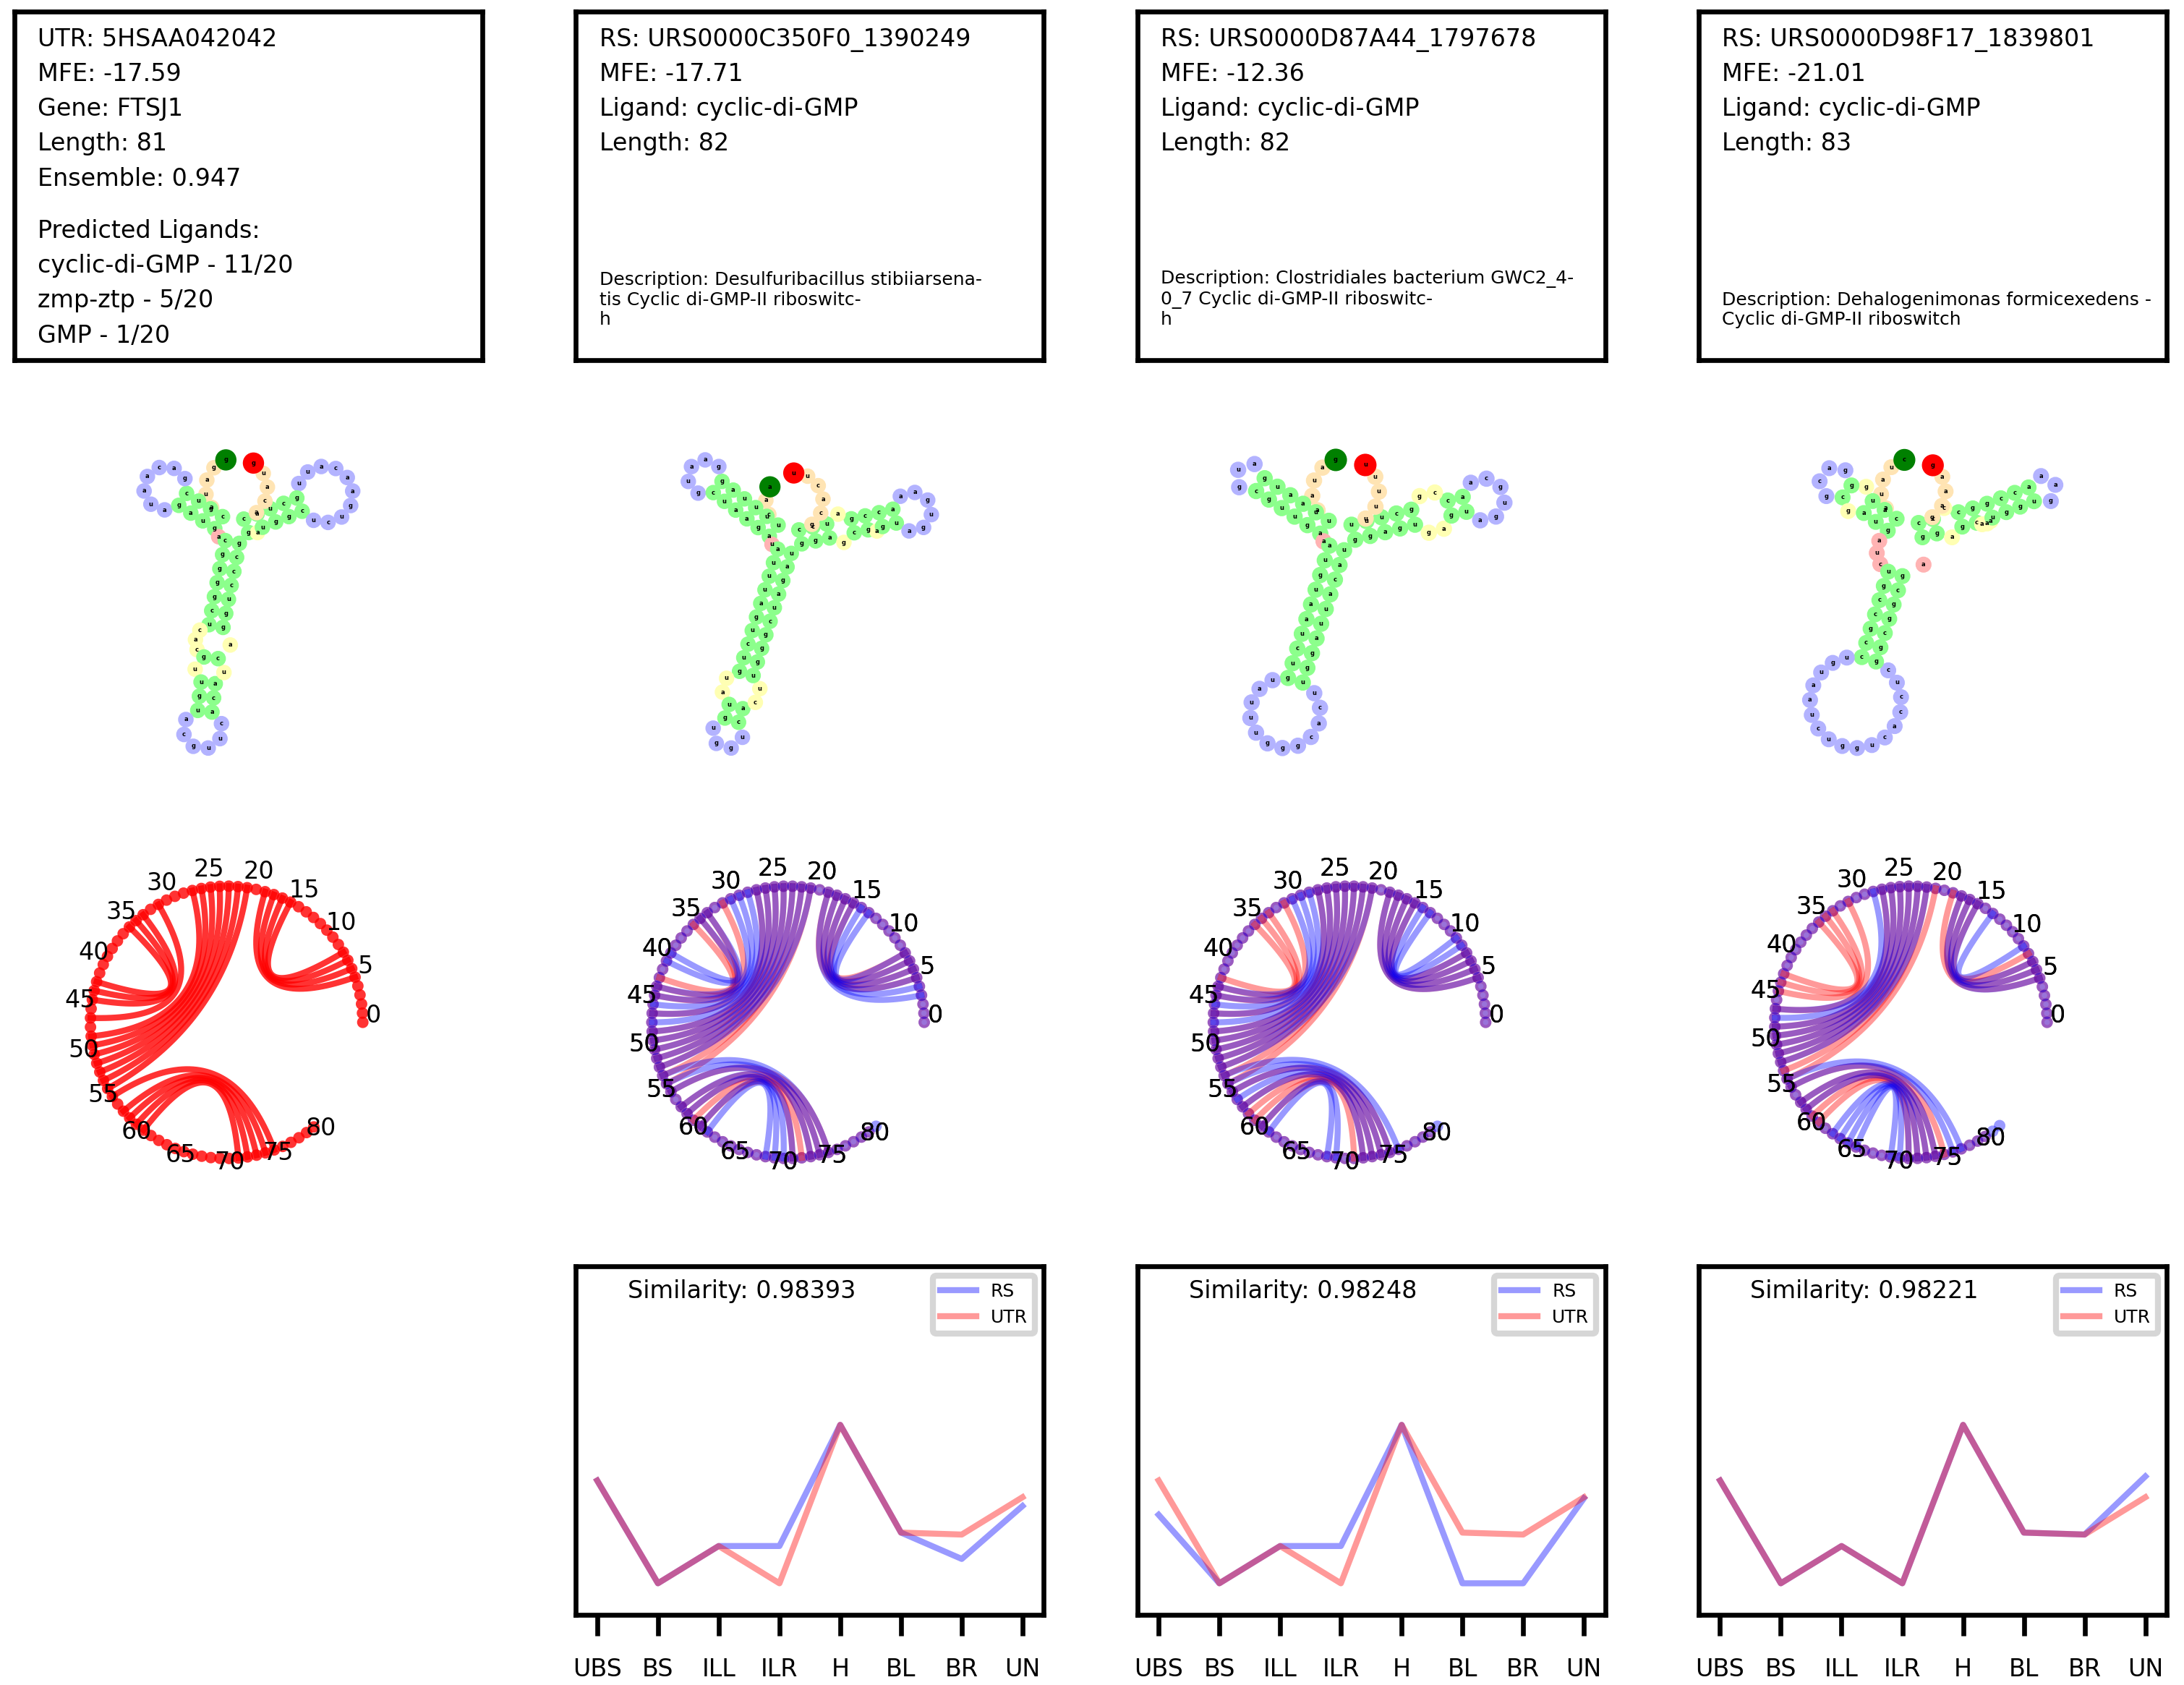 UTR: 5HSAA042042
MFE: -17.59
Gene: FTSJ1
Length: 81
Ensemble: 0.947
Predicted Ligands:
cyclic-di-GMP - 11/20
zmp-ztp - 5/20
GMP - 1/20
RS: URS0000C350F0_1390249
MFE: -17.71
Ligand: cyclic-di-GMP
Length: 82
Description: Desulfuribacillus stibiiarsena-
tis Cyclic di-GMP-II riboswitc-
h
RS: URS0000D87A44_1797678
MFE: -12.36
Ligand: cyclic-di-GMP
Length: 82
Description: Clostridiales bacterium GWC2_4-
0_7 Cyclic di-GMP-II riboswitc-
h
RS: URS0000D98F17_1839801
MFE: -21.01
Ligand: cyclic-di-GMP
Length: 83
Description: Dehalogenimonas formicexedens -
Cyclic di-GMP-II riboswitch
0 5 10 15 20 25 30 35 40 45 50 55 60 65 70 75 80
0 5 10 15 20 25 30 35 40 45 50 55 60 65 70 75 80 80
0 5 10 15 20 25 30 35 40 45 50 55 60 65 70 75 80 80
0 5 10 15 20 25 30 35 40 45 50 55 60 65 70 75 80
Similarity: 0.98393
RS
UTR
UBS BS ILL ILR H BL BR UN
Similarity: 0.98248
RS
UTR
UBS BS ILL ILR H BL BR UN
Similarity: 0.98221
RS
UTR
UBS BS ILL ILR H BL BR UN